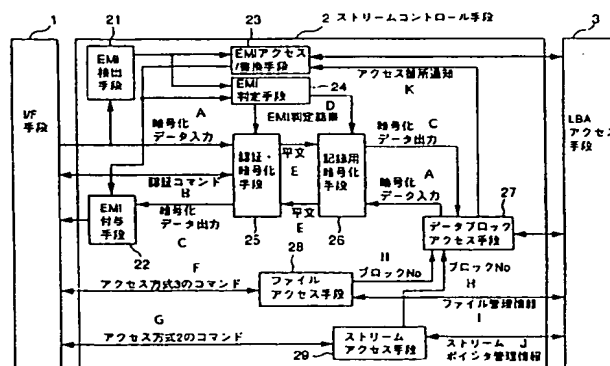 1
21
23
2 ストリームコントロール手段
3
EMI
検出
手段
EMIアクセス
/書換手段
アクセス箇所通知
K
EMI
判定手段
24
D
EMI判定結果
I/F
手段
A
暗号化
データ入力
認証・
暗号化
手段
平文
E
記録用
暗号化手
段
暗号化
データ出力
C
LBA
アクセス
手段
認証コマンド
B
A
暗号化
データ入力
27
データブロック
アクセス手段
EMI
付与
手段
22
暗号化
データ出力
C
平文
E
25
26
28
F
アクセス方式3のコマンド
ファイル
アクセス手段
H
ブロックNo
ブロックNo
H
ファイル管理情報
I
G
アクセス方式2のコマンド
ストリーム
アクセス手段
29
ストリーム J
ポインタ管理情報